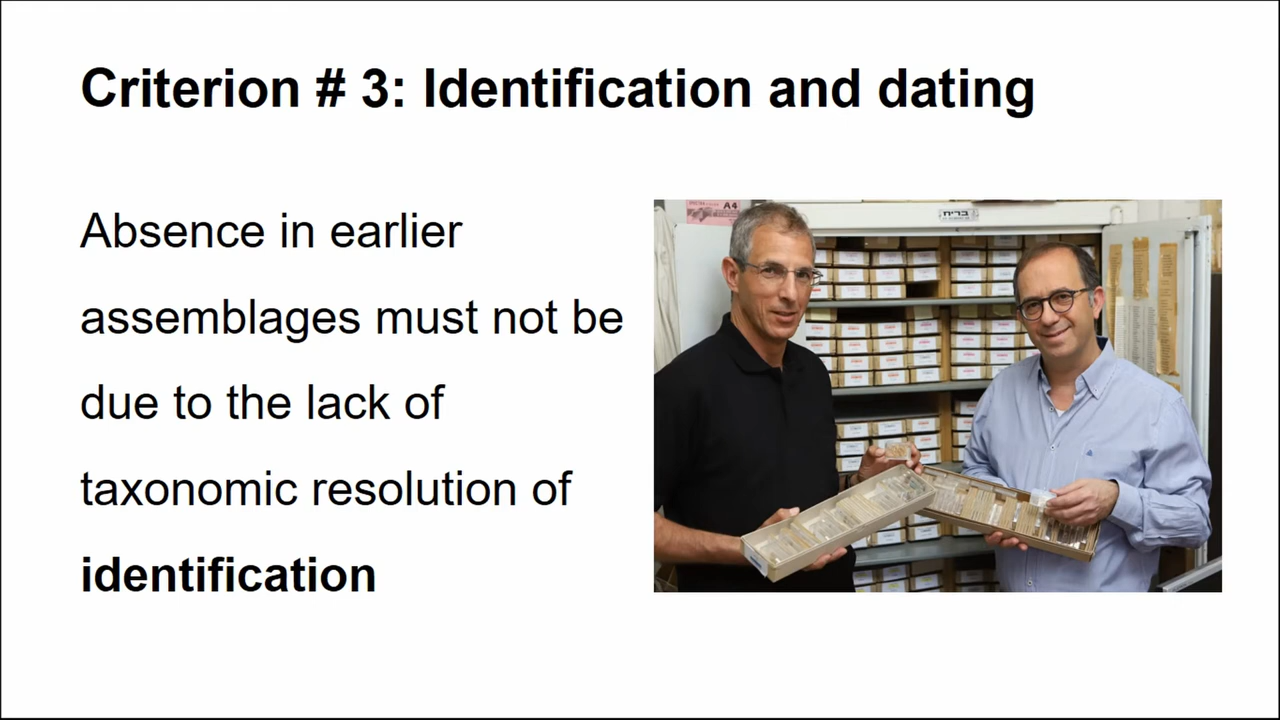 Criterion # 3: Identification and dating
Absence in earlier
assemblages must not be
due to the lack of
taxonomic resolution of
identification
A4
בריח